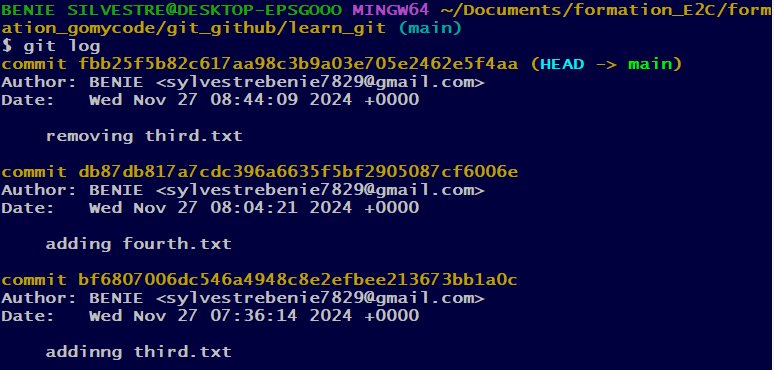 BENIE SILVESTRE@DESKTOP-EPSGOOO MINGW64 ~/Documents/formation_E2C/form
ation_gomycode/git_github/learn_git (main)
$ git log
commit fbb25f5b82c617aa98c3b9a03e705e2462e5f4aa (HEAD -> main)
Author: BENIE <sylvestrebenie7829@gmail.com>
Date:   Wed Nov 27 08:44:09 2024 +0000
    removing third.txt
commit db87db817a7cdc396a6635f5bf2905087cf6006e
Author: BENIE <sylvestrebenie7829@gmail.com>
Date:   Wed Nov 27 08:04:21 2024 +0000
    adding fourth.txt
commit bf6807006dc546a4948c8e2efbee213673bb1a0c
Author: BENIE <sylvestrebenie7829@gmail.com>
Date:   Wed Nov 27 07:36:14 2024 +0000
    addinng third.txt